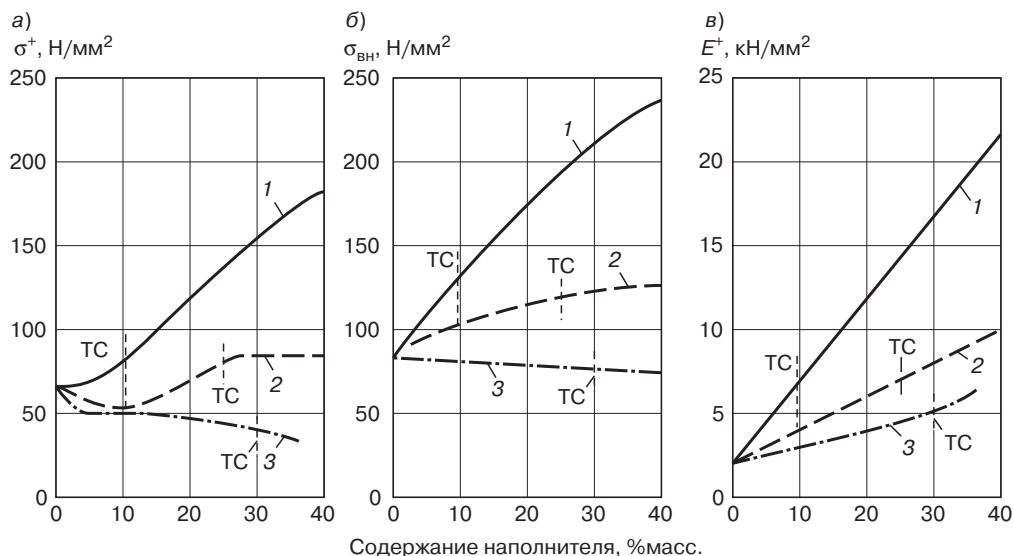 а) б) в)
σ⁺, Н/мм² σвн, Н/мм² E⁺, кН/мм²
250 250 25
200 200 20
150 150 15
100 100 10
50 50 5
0 0 0
1 1 1
ТС ТС ТС 2 ТС ТС
2 2
ТС 3 ТС 3 ТС
ТС 3
0 10 20 30 40 0 10 20 30 40 0 10 20 30 40
Содержание наполнителя, %масс.